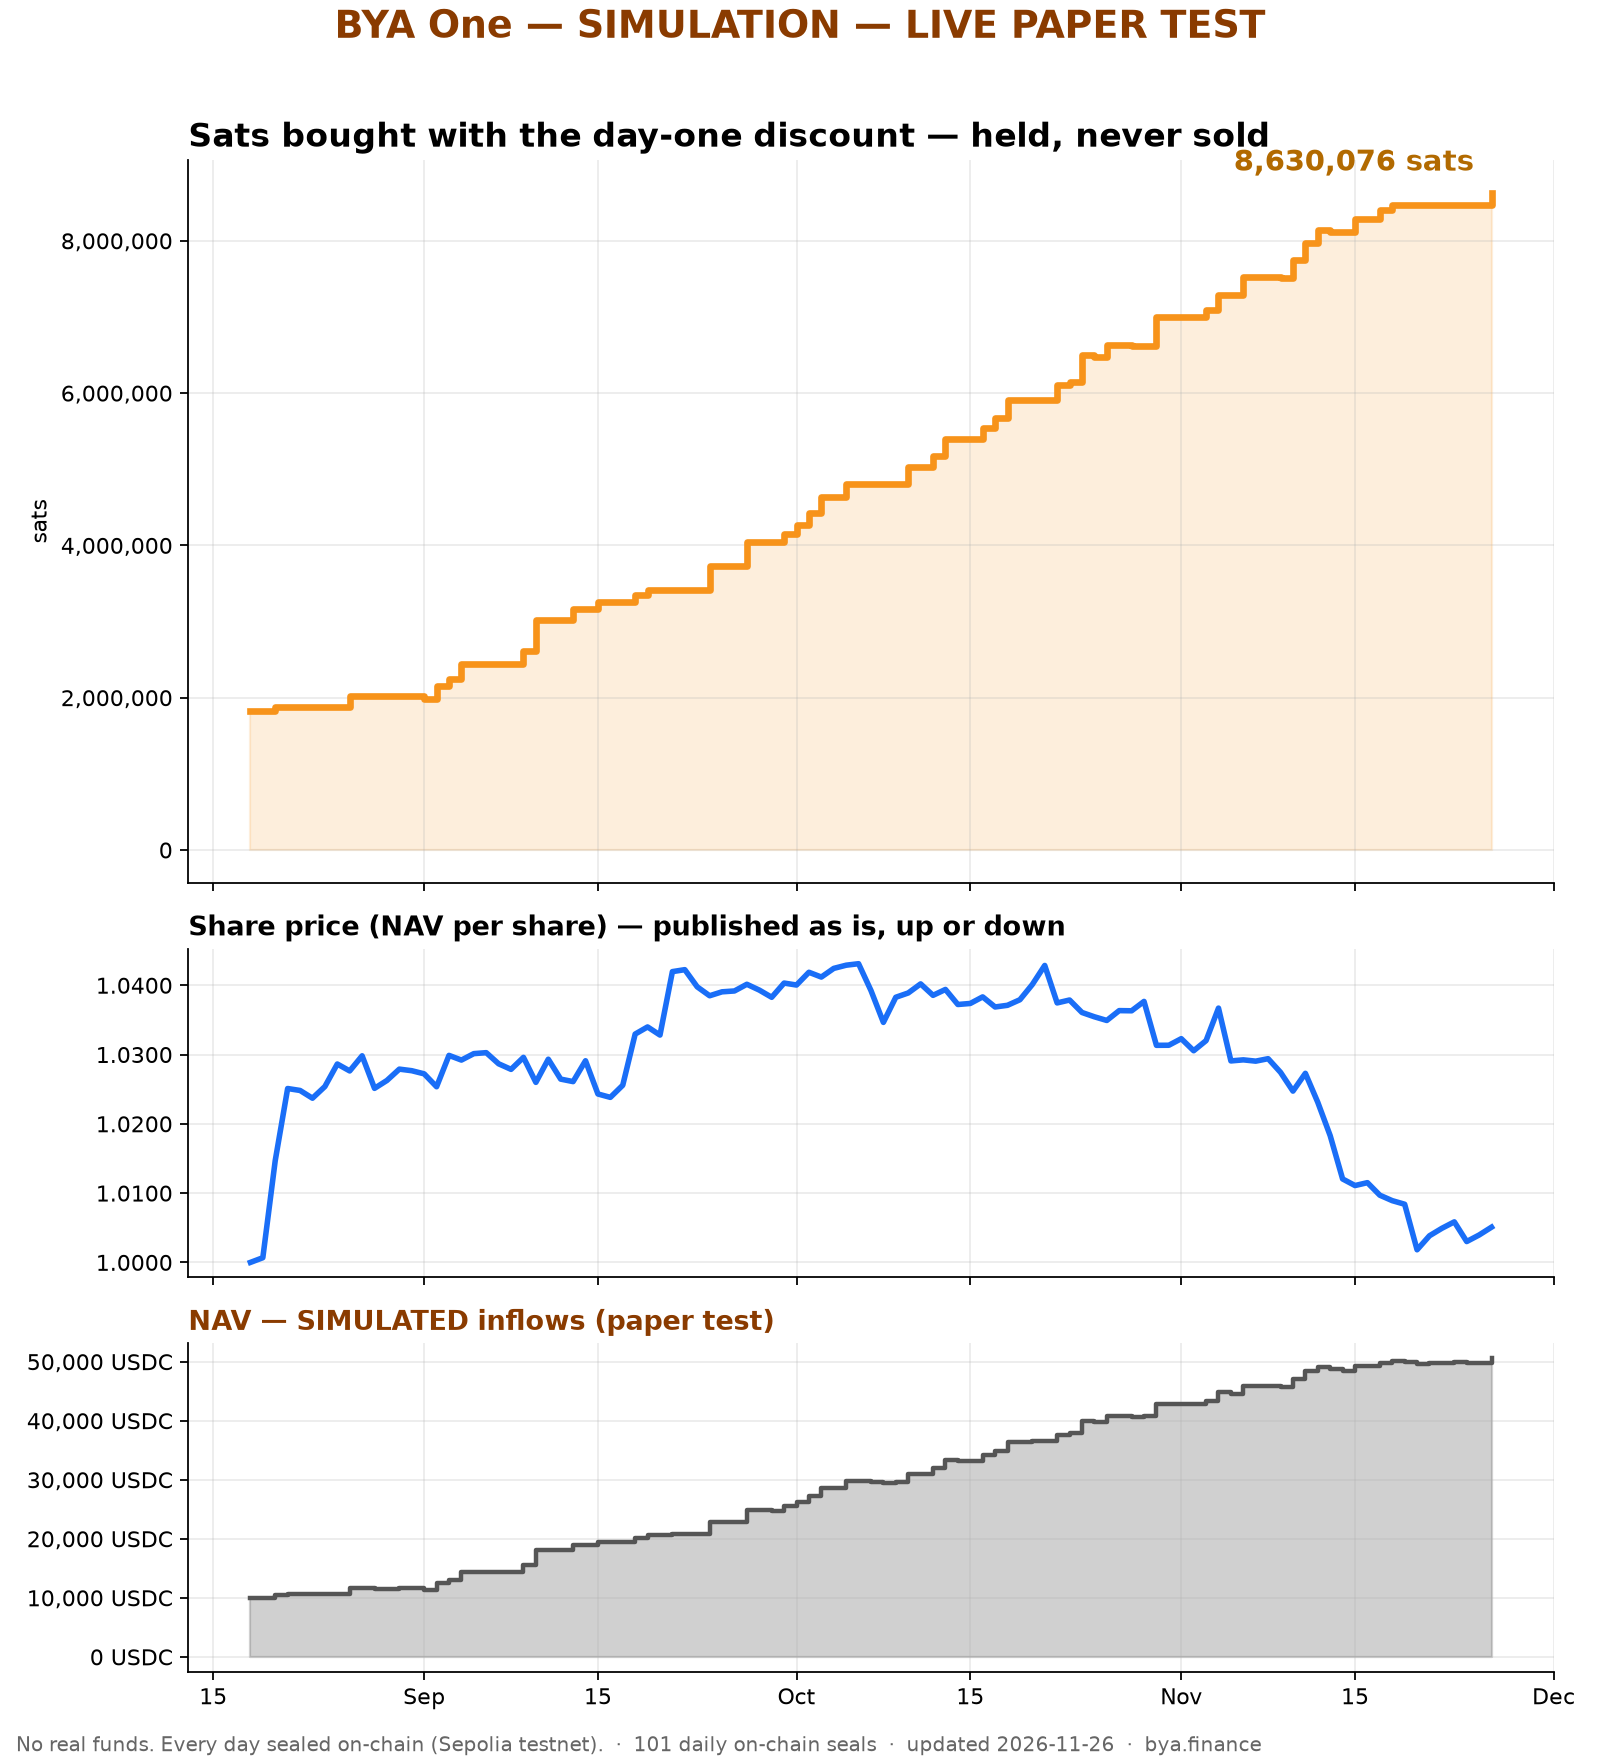 BYA One — SIMULATION — LIVE PAPER TEST
Sats bought with the day-one discount — held, never sold
8,630,076 sats
8,000,000
6,000,000
4,000,000
2,000,000
0
sats
Share price (NAV per share) — published as is, up or down
1.0400
1.0300
1.0200
1.0100
1.0000
NAV — SIMULATED inflows (paper test)
50,000 USDC
40,000 USDC
30,000 USDC
20,000 USDC
10,000 USDC
0 USDC
15 Sep 15 Oct 15 Nov 15 Dec
No real funds. Every day sealed on-chain (Sepolia testnet). · 101 daily on-chain seals · updated 2026-11-26 · bya.finance